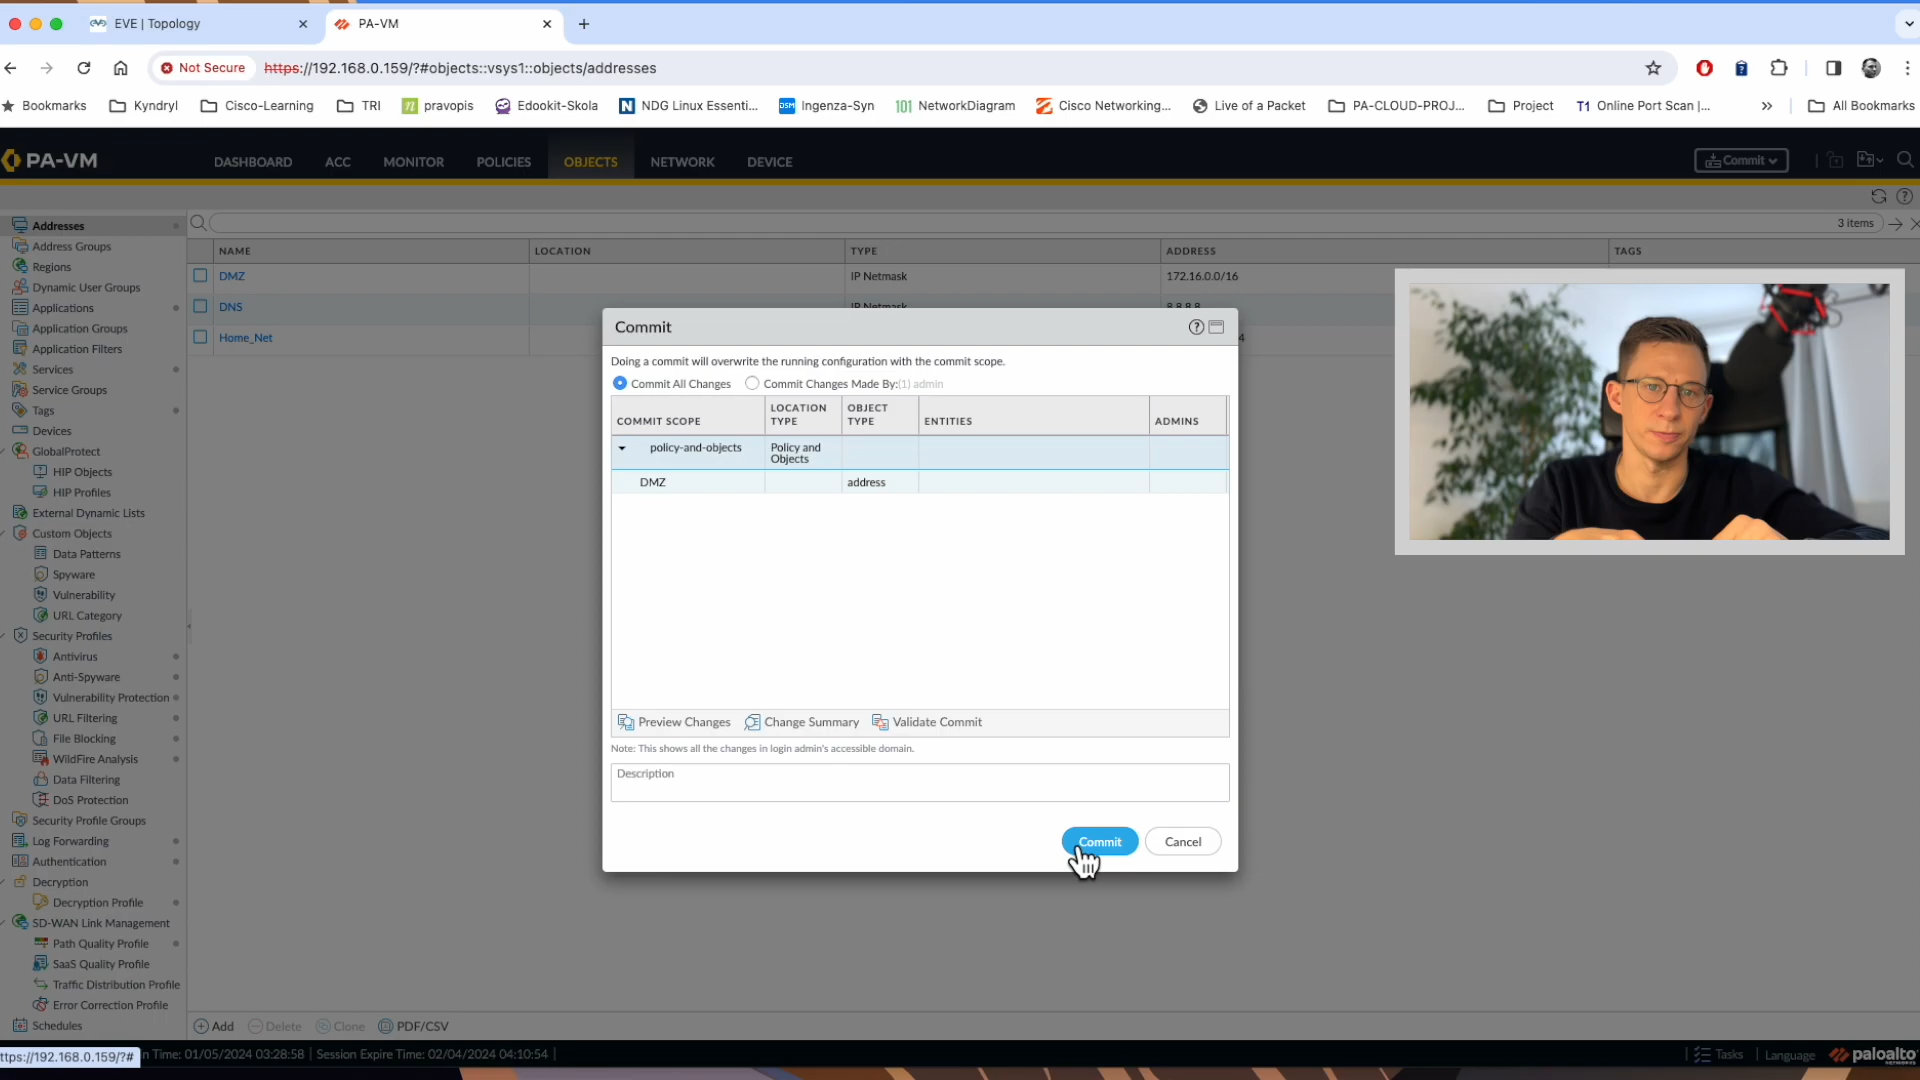 EVE | Topology
PA-VM
Not Secure https://192.168.0.159/?#objects::vsys1::objects/addresses
Bookmarks Kyndryl Cisco-Learning TRI pravopis Edookit-Skola NDG Linux Essenti... Ingenza-Syn 101 NetworkDiagram Cisco Networking... Live of a Packet PA-CLOUD-PROJ... Project T1 Online Port Scan |... » All Bookmarks
PA-VM DASHBOARD ACC MONITOR POLICIES OBJECTS NETWORK DEVICE Commit
3 items
NAME LOCATION TYPE ADDRESS TAGS
DMZ IP Netmask 172.16.0.0/16
DNS IP Netmask 8.8.8.8
Home_Net 4
Addresses
Address Groups
Regions
Dynamic User Groups
Applications
Application Groups
Application Filters
Services
Service Groups
Tags
Devices
GlobalProtect
HIP Objects
HIP Profiles
External Dynamic Lists
Custom Objects
Data Patterns
Spyware
Vulnerability
URL Category
Security Profiles
Antivirus
Anti-Spyware
Vulnerability Protection
URL Filtering
File Blocking
WildFire Analysis
Data Filtering
DoS Protection
Security Profile Groups
Log Forwarding
Authentication
Decryption
Decryption Profile
SD-WAN Link Management
Path Quality Profile
SaaS Quality Profile
Traffic Distribution Profile
Error Correction Profile
Schedules
Commit
Doing a commit will overwrite the running configuration with the commit scope.
Commit All Changes Commit Changes Made By:(1) admin
COMMIT SCOPE LOCATION TYPE OBJECT TYPE ENTITIES ADMINS
policy-and-objects Policy and Objects
DMZ address
Preview Changes Change Summary Validate Commit
Note: This shows all the changes in login admin's accessible domain.
Description
Commit Cancel
Add Delete Clone PDF/CSV
ttps://192.168.0.159/?# n Time: 01/05/2024 03:28:58 | Session Expire Time: 02/04/2024 04:10:54 | Tasks | Language paloalto
NETWORKS